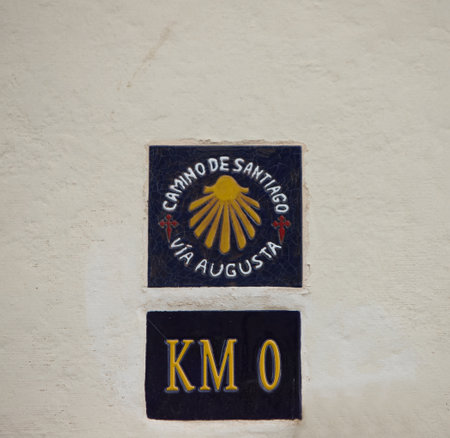 CAMINO DE SANTIAGO
VÍA AUGUSTA
KM 0